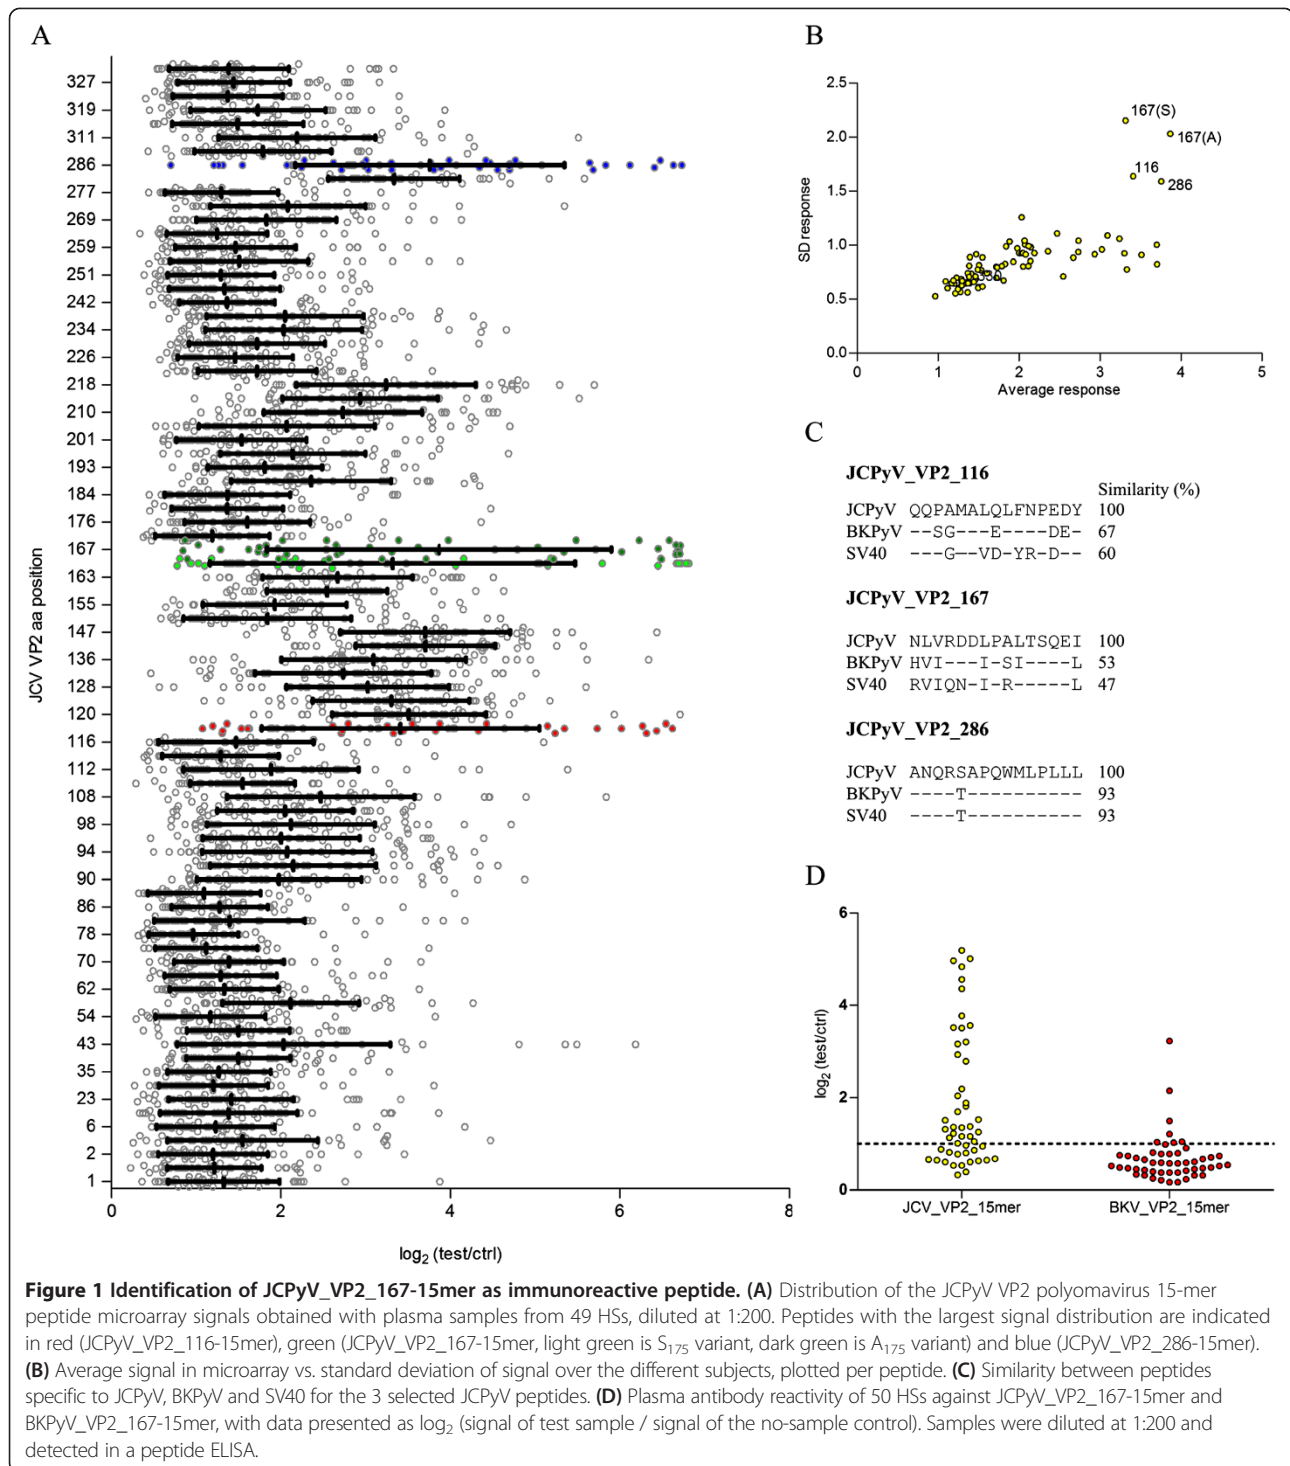 A
327
319
311
286
277
269
259
251
242
234
226
218
210
201
193
184
176
167
163
155
147
136
128
120
116
112
108
98
94
90
86
78
70
62
54
43
35
23
6
2
1
JCV VP2 aa position
0 2 4 6 8
log2 (test/ctrl)
B
2.5
2.0
1.5
1.0
0.5
0.0
SD response
167(S)
167(A)
116
286
0 1 2 3 4 5
Average response
C
JCPyV_VP2_116
Similarity (%)
JCPyV QQPAMALQLFNPEDY 100
BKPyV --SG---E----DE- 67
SV40 ---G--VD-YR-D-- 60
JCPyV_VP2_167
JCPyV NLVRDDLPALTSQEI 100
BKPyV HVI---I-SI----L 53
SV40 RVIQN-I-R-----L 47
JCPyV_VP2_286
JCPyV ANQRSAPQWMLPLLL 100
BKPyV ----T---------- 93
SV40 ----T---------- 93
D
6
4
2
0
log2 (test/ctrl)
JCV_VP2_15mer BKV_VP2_15mer
Figure 1 Identification of JCPyV_VP2_167-15mer as immunoreactive peptide. (A) Distribution of the JCPyV VP2 polyomavirus 15-mer
peptide microarray signals obtained with plasma samples from 49 HSs, diluted at 1:200. Peptides with the largest signal distribution are indicated
in red (JCPyV_VP2_116-15mer), green (JCPyV_VP2_167-15mer, light green is S175 variant, dark green is A175 variant) and blue (JCPyV_VP2_286-15mer).
(B) Average signal in microarray vs. standard deviation of signal over the different subjects, plotted per peptide. (C) Similarity between peptides
specific to JCPyV, BKPyV and SV40 for the 3 selected JCPyV peptides. (D) Plasma antibody reactivity of 50 HSs against JCPyV_VP2_167-15mer and
BKPyV_VP2_167-15mer, with data presented as log2 (signal of test sample / signal of the no-sample control). Samples were diluted at 1:200 and
detected in a peptide ELISA.